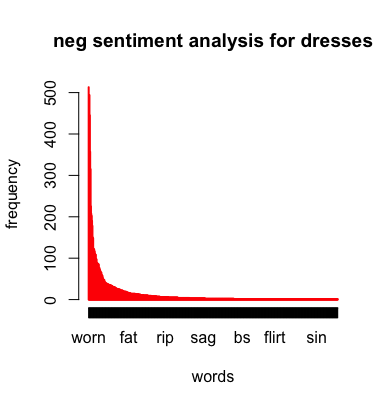 neg sentiment analysis for dresses
500
400
300
200
100
0
frequency
worn fat rip sag bs flirt sin
words